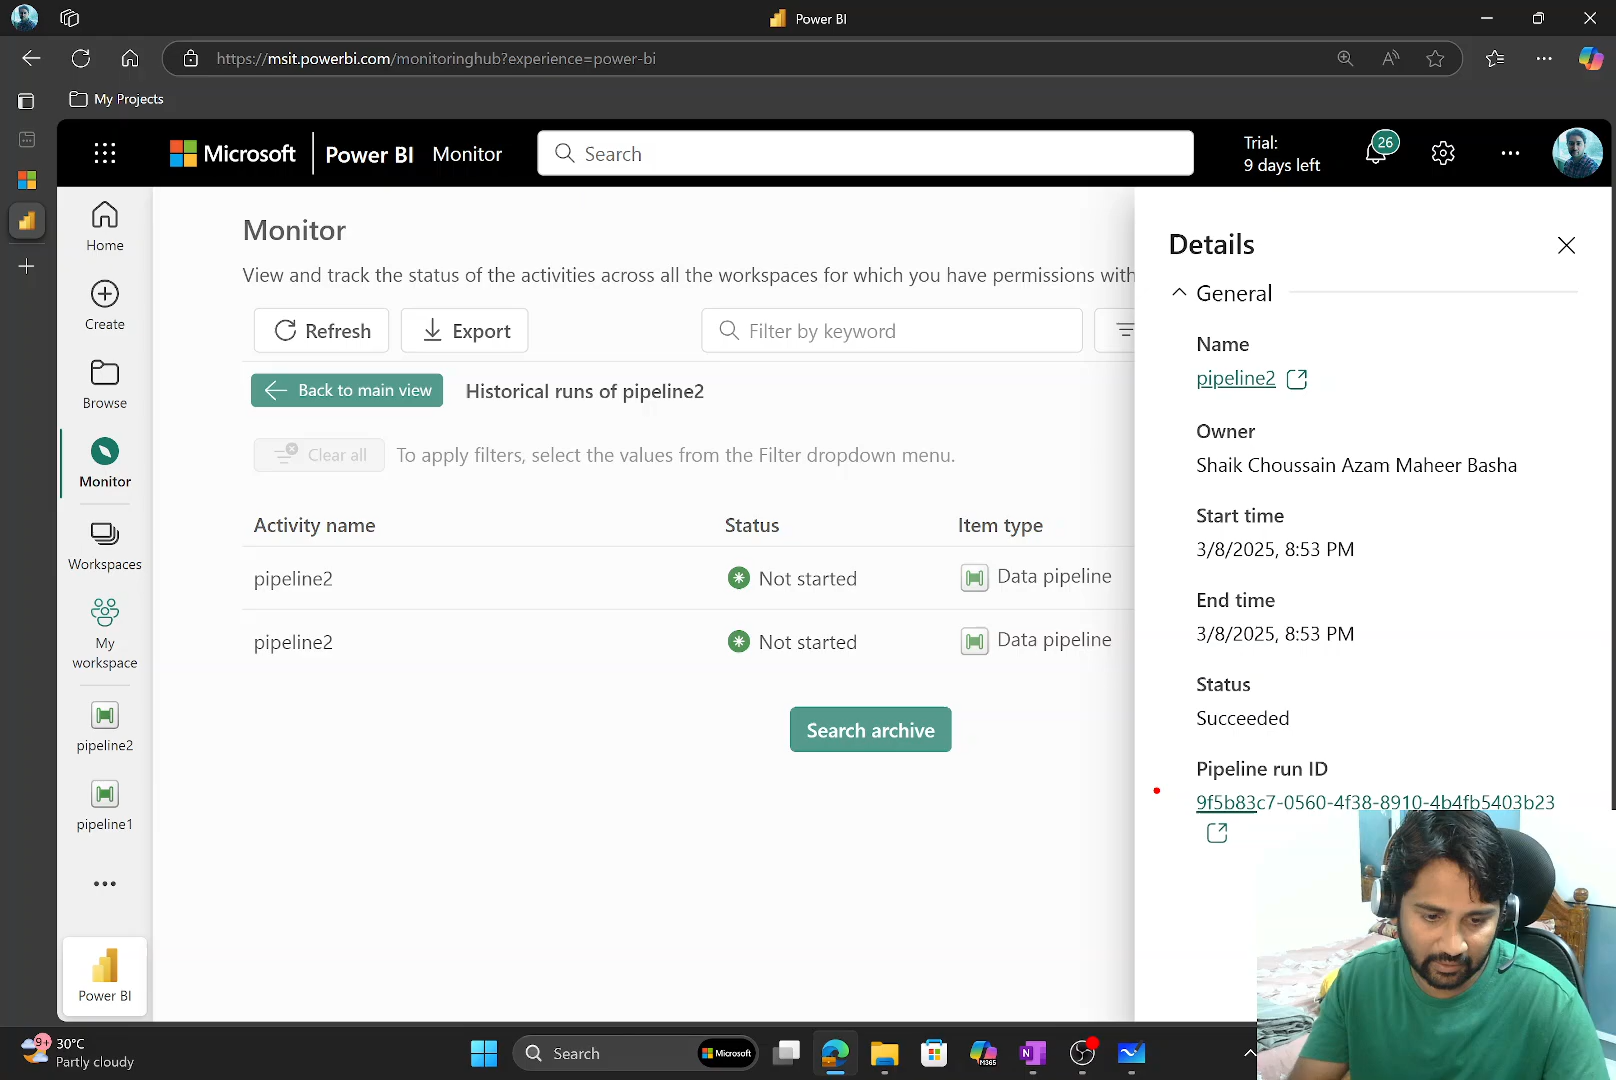 Power BI
https://msit.powerbi.com/monitoringhub?experience=power-bi
My Projects
Microsoft
Power BI
Monitor
Search
Trial:
9 days left
26
Home
Create
Browse
Monitor
Workspaces
My
workspace
pipeline2
pipeline1
Power BI
Monitor
View and track the status of the activities across all the workspaces for which you have permissions with
Refresh
Export
Filter by keyword
Back to main view
Historical runs of pipeline2
Clear all
To apply filters, select the values from the Filter dropdown menu.
Activity name
Status
Item type
pipeline2
Not started
Data pipeline
pipeline2
Not started
Data pipeline
Search archive
Details
General
Name
pipeline2
Owner
Shaik Choussain Azam Maheer Basha
Start time
3/8/2025, 8:53 PM
End time
3/8/2025, 8:53 PM
Status
Succeeded
Pipeline run ID
9f5b83c7-0560-4f38-8910-4b4fb5403b23
9+
30°C
Partly cloudy
Search
Microsoft
M365
N